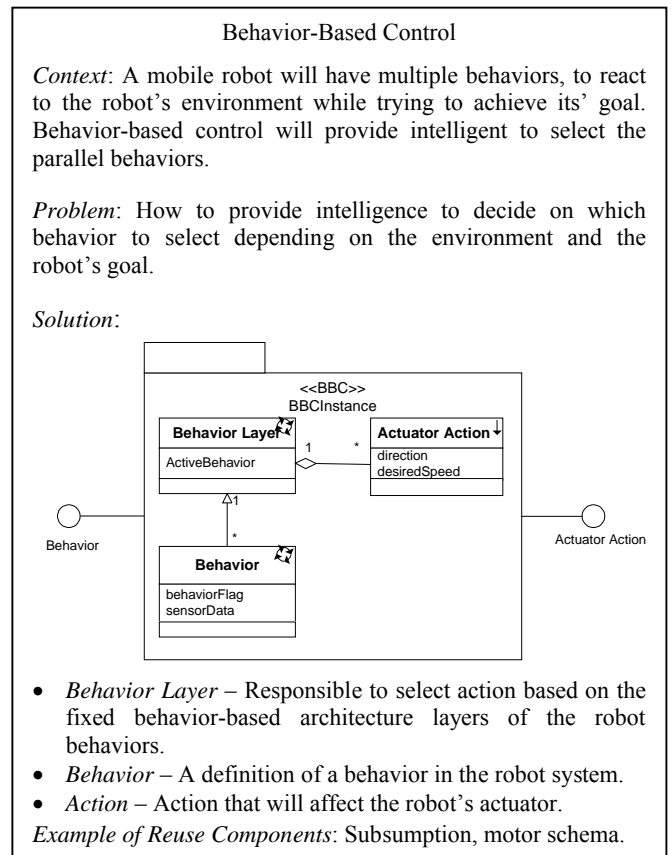 Behavior-Based Control
Context: A mobile robot will have multiple behaviors, to react
to the robot's environment while trying to achieve its' goal.
Behavior-based control will provide intelligent to select the
parallel behaviors.
Problem: How to provide intelligence to decide on which
behavior to select depending on the environment and the
robot's goal.
Solution:
<<BBC>>
BBCInstance
Behavior Layer
ActiveBehavior
1
*
Actuator Action
direction
desiredSpeed
1
*
Behavior
behaviorFlag
sensorData
Behavior
Actuator Action
• Behavior Layer – Responsible to select action based on the
fixed behavior-based architecture layers of the robot
behaviors.
• Behavior – A definition of a behavior in the robot system.
• Action – Action that will affect the robot's actuator.
Example of Reuse Components: Subsumption, motor schema.